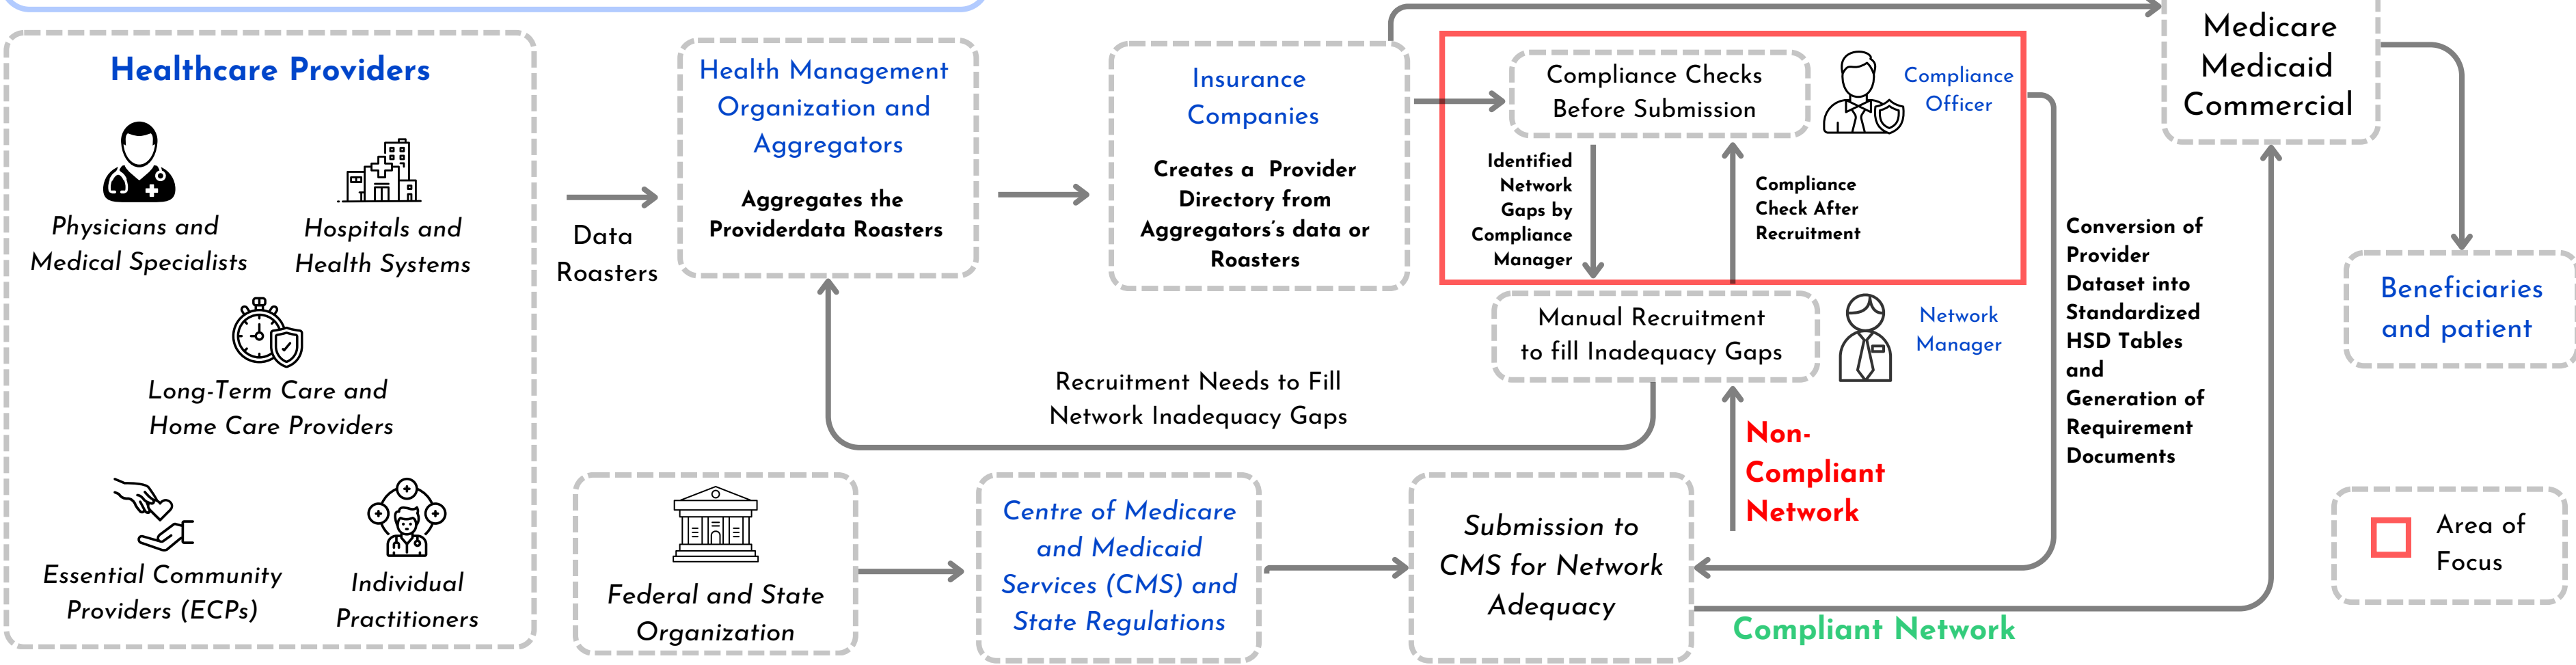 Healthcare Providers
Physicians and
Medical Specialists
Hospitals and
Health Systems
Long-Term Care and
Home Care Providers
Essential Community
Providers (ECPs)
Individual
Practitioners
Data
Roasters
Health Management
Organization and
Aggregators
Aggregates the
Providerdata Roasters
Insurance
Companies
Creates a Provider
Directory from
Aggregators's data or
Roasters
Compliance Checks
Before Submission
Compliance
Officer
Identified
Network
Gaps by
Compliance
Manager
Compliance
Check After
Recruitment
Manual Recruitment
to fill Inadequacy Gaps
Network
Manager
Recruitment Needs to Fill
Network Inadequacy Gaps
Non-
Compliant
Network
Conversion of
Provider
Dataset into
Standardized
HSD Tables
and
Generation of
Requirement
Documents
Medicare
Medicaid
Commercial
Beneficiaries
and patient
Federal and State
Organization
Centre of Medicare
and Medicaid
Services (CMS) and
State Regulations
Submission to
CMS for Network
Adequacy
Compliant Network
Area of
Focus